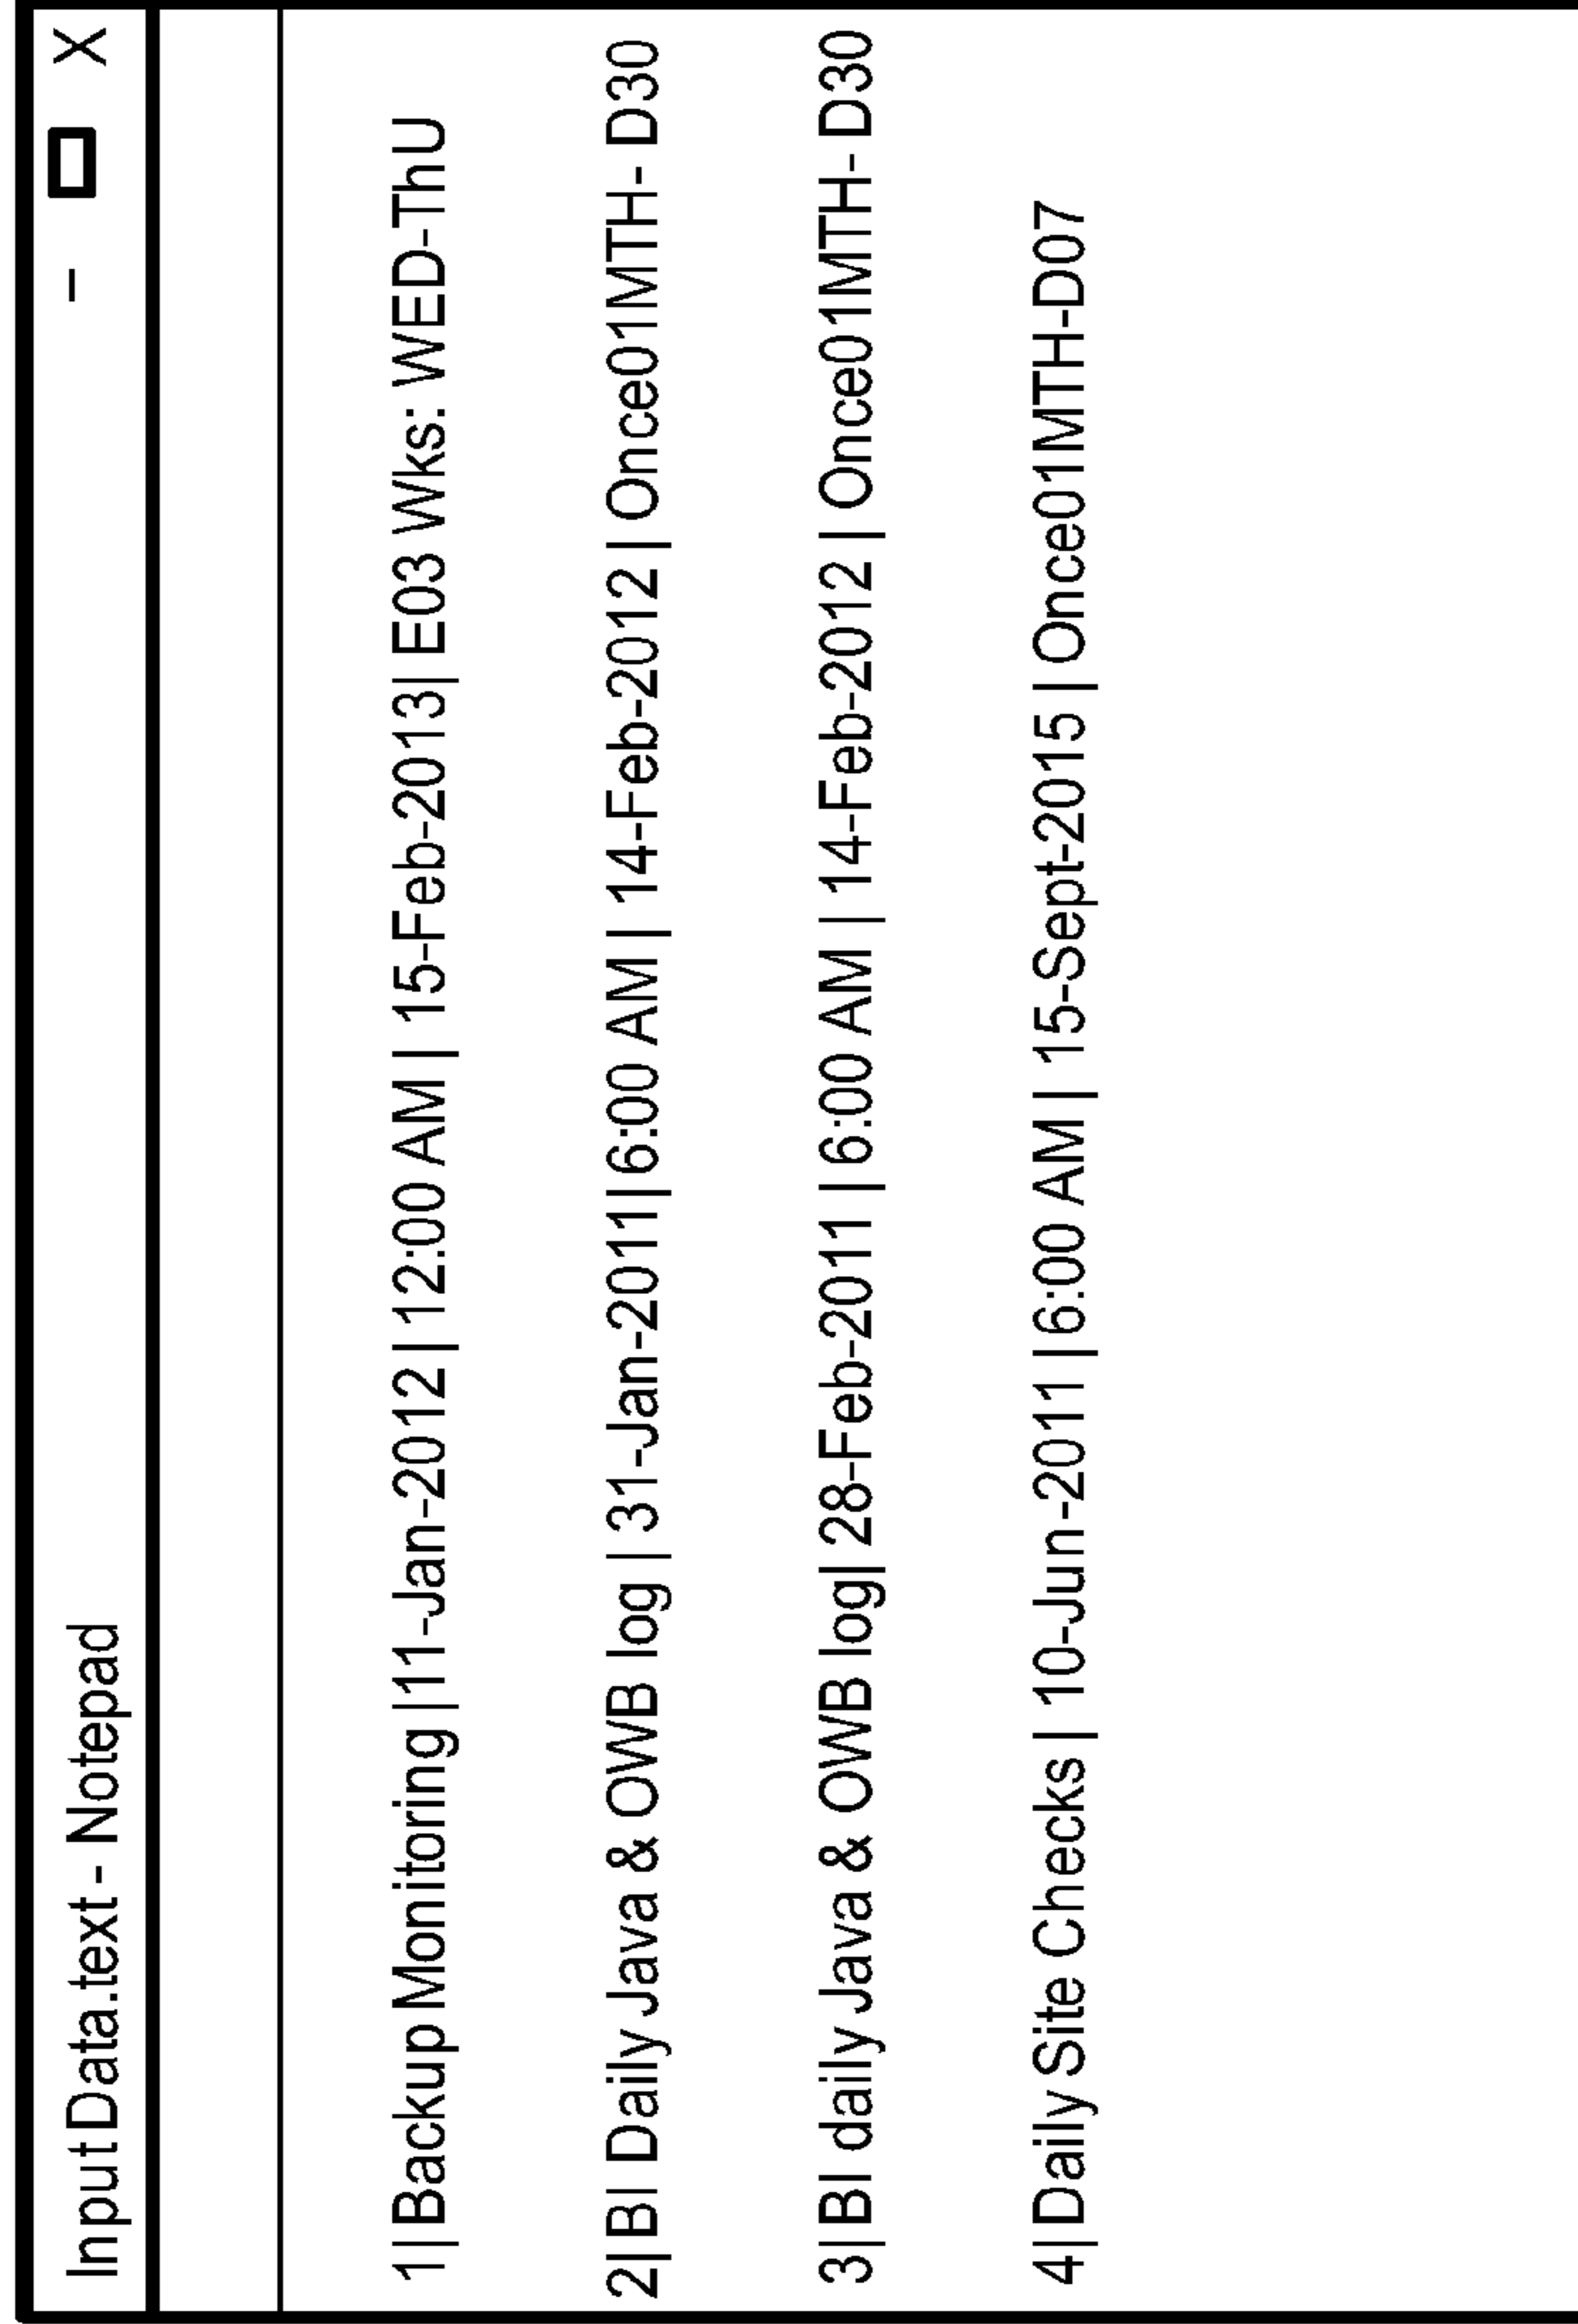 Input Data.text - Notepad – X
1|Backup Monitoring |11-Jan-2012 | 12:00 AM | 15-Feb-2013| E03 Wks: WED-ThU
2|BI Daily Java & OWB log | 31-Jan-2011|6:00 AM | 14-Feb-2012 | Once01MTH- D30
3|BI daily Java & OWB log| 28-Feb-2011 | 6:00 AM | 14-Feb-2012 | Once01MTH- D30
4|Daily Site Checks | 10-Jun-2011 | 6:00 AM | 15-Sept-2015 | Once01MTH-D07